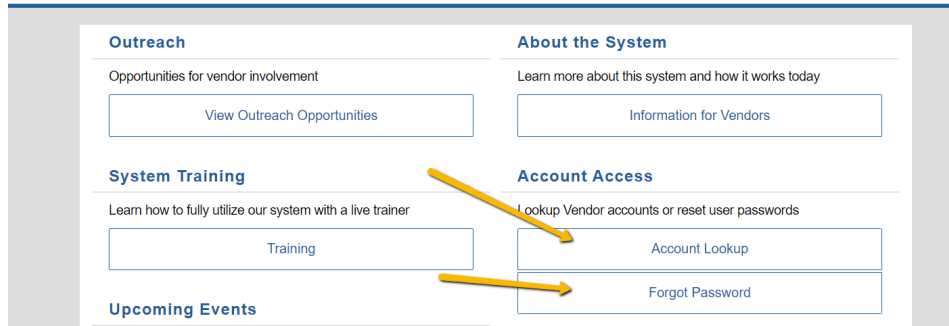 Outreach
Opportunities for vendor involvement
View Outreach Opportunities
System Training
Learn how to fully utilize our system with a live trainer
Training
Upcoming Events
About the System
Learn more about this system and how it works today
Information for Vendors
Account Access
Lookup Vendor accounts or reset user passwords
Account Lookup
Forgot Password